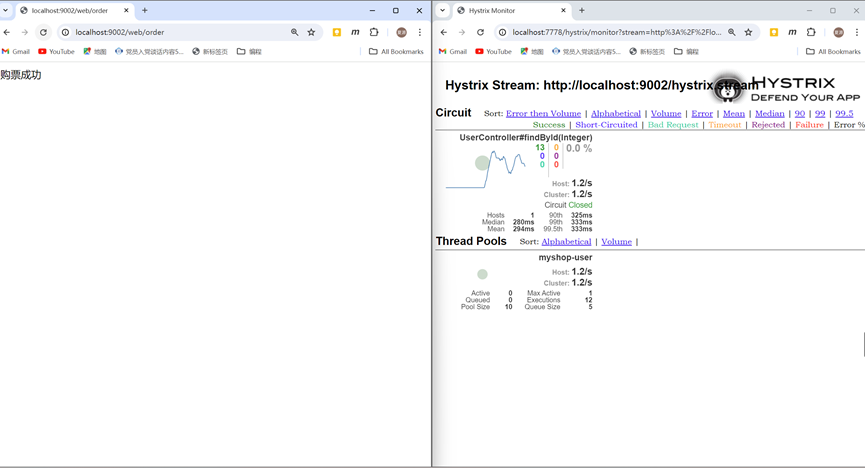 localhost:9002/web/order
localhost:9002/web/order
Gmail YouTube 地图 党员入党谈话内容5... 新标签页 编程 All Bookmarks
购票成功
Hystrix Monitor
localhost:7778/hystrix/monitor?stream=http%3A%2F%2Flo...
Gmail YouTube 地图 党员入党谈话内容5... 新标签页 编程 All Bookmarks
Hystrix Stream: http://localhost:9002/hystrix.stream
HYSTRIX
DEFEND YOUR APP
Circuit Sort: Error then Volume | Alphabetical | Volume | Error | Mean | Median | 90 | 99 | 99.5
Success | Short-Circuited | Bad Request | Timeout | Rejected | Failure | Error %
UserController#findById(Integer)
13 0 0.0 %
0 0
0 0
Host: 1.2/s
Cluster: 1.2/s
Circuit Closed
Hosts 1 90th 325ms
Median 280ms 99th 333ms
Mean 294ms 99.5th 333ms
Thread Pools Sort: Alphabetical | Volume |
myshop-user
Host: 1.2/s
Cluster: 1.2/s
Active 0 Max Active 1
Queued 0 Executions 12
Pool Size 10 Queue Size 5